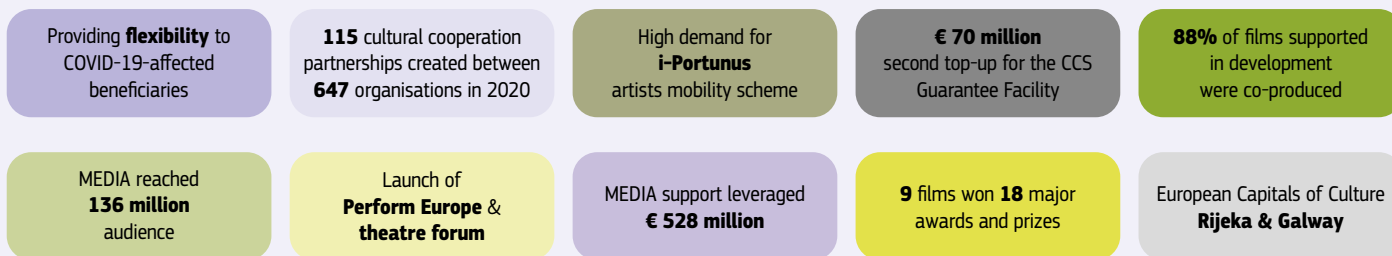 Providing flexibility to
COVID-19-affected
beneficiaries
115 cultural cooperation
partnerships created between
647 organisations in 2020
High demand for
i-Portunus
artists mobility scheme
€ 70 million
second top-up for the CCS
Guarantee Facility
88% of films supported
in development
were co-produced
MEDIA reached
136 million
audience
Launch of
Perform Europe &
theatre forum
MEDIA support leveraged
€ 528 million
9 films won 18 major
awards and prizes
European Capitals of Culture
Rijeka & Galway